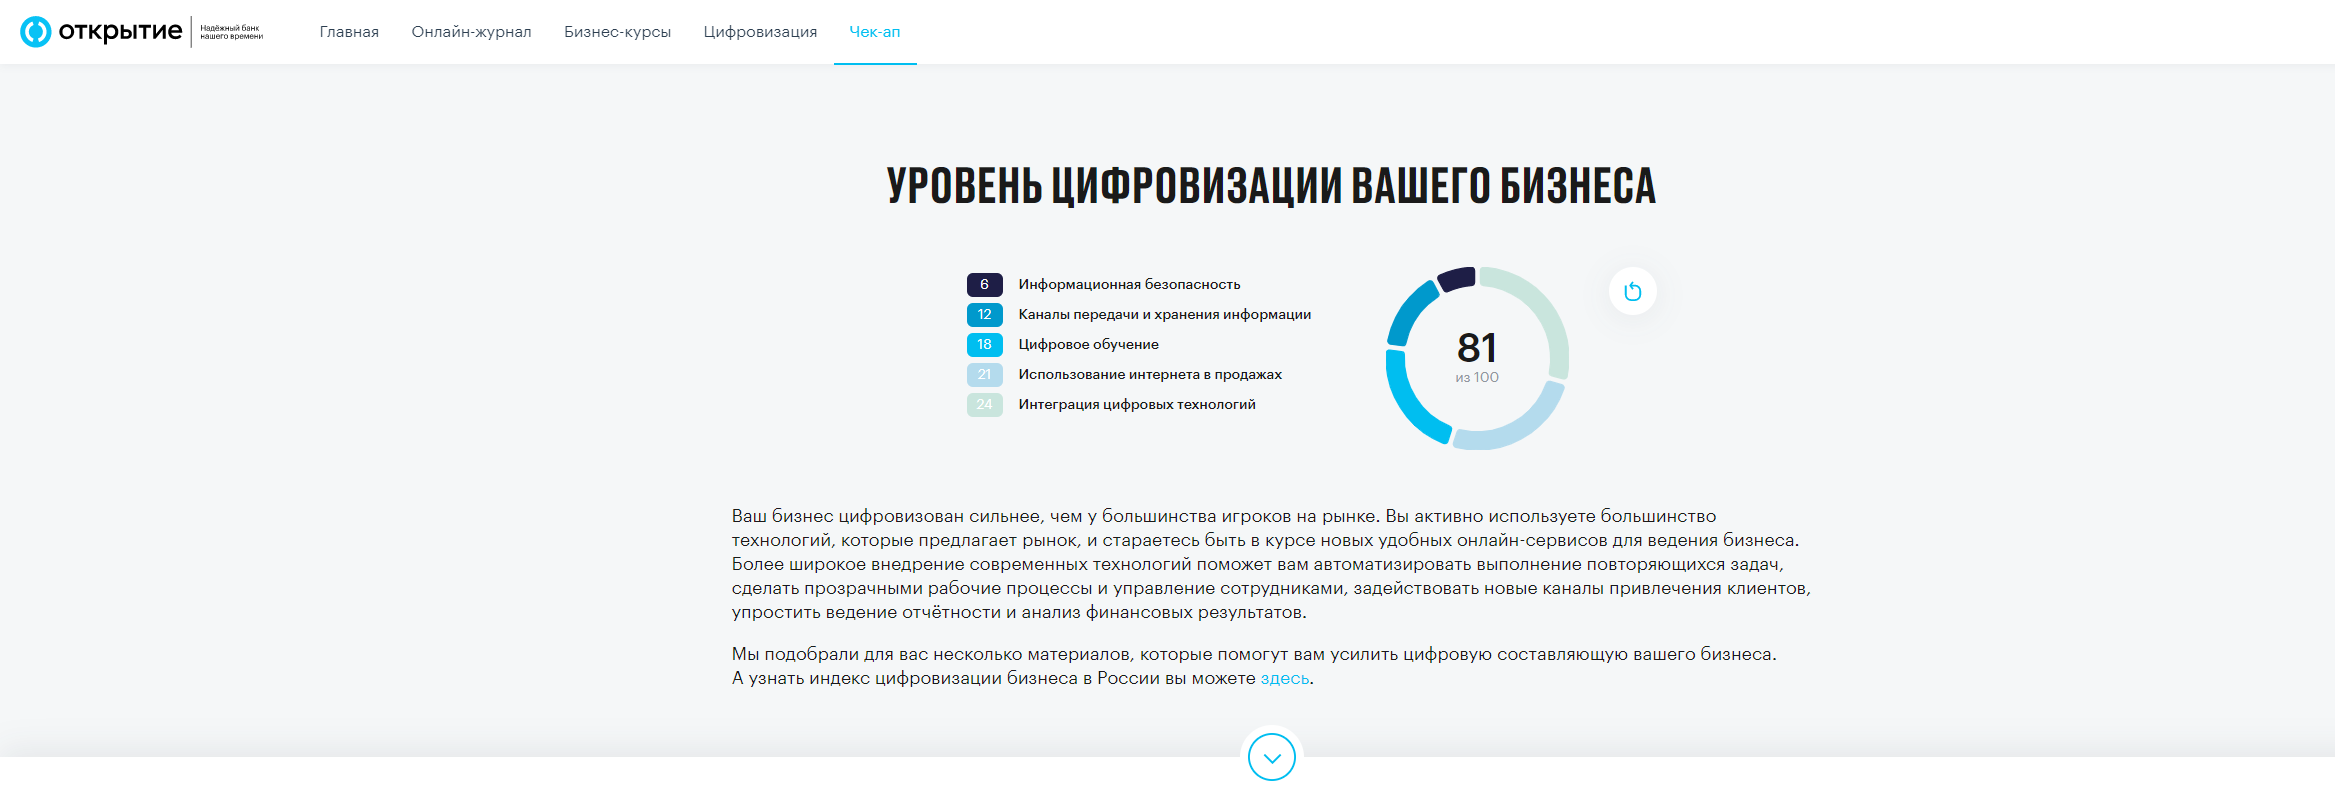 открытие
Надёжный банк
нашего времени
Главная
Онлайн-журнал
Бизнес-курсы
Цифровизация
Чек-ап
УРОВЕНЬ ЦИФРОВИЗАЦИИ ВАШЕГО БИЗНЕСА
6 Информационная безопасность
12 Каналы передачи и хранения информации
18 Цифровое обучение
21 Использование интернета в продажах
24 Интеграция цифровых технологий
81
из 100
Ваш бизнес цифровизован сильнее, чем у большинства игроков на рынке. Вы активно используете большинство
технологий, которые предлагает рынок, и стараетесь быть в курсе новых удобных онлайн-сервисов для ведения бизнеса.
Более широкое внедрение современных технологий поможет вам автоматизировать выполнение повторяющихся задач,
сделать прозрачными рабочие процессы и управление сотрудниками, задействовать новые каналы привлечения клиентов,
упростить ведение отчётности и анализ финансовых результатов.
Мы подобрали для вас несколько материалов, которые помогут вам усилить цифровую составляющую вашего бизнеса.
А узнать индекс цифровизации бизнеса в России вы можете здесь.